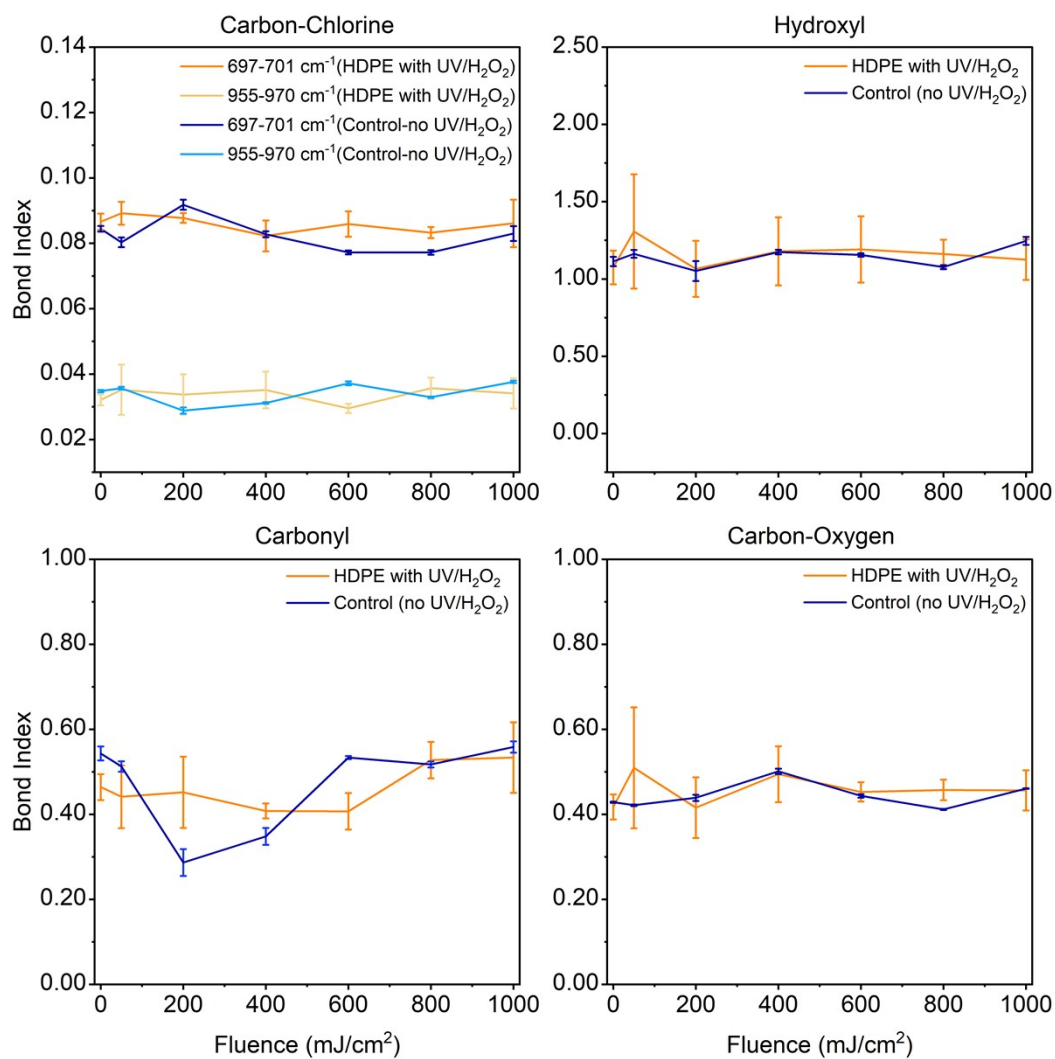 Carbon-Chlorine
Bond Index
0.14
0.12
0.10
0.08
0.06
0.04
0.02
697-701 cm⁻¹(HDPE with UV/H₂O₂)
955-970 cm⁻¹(HDPE with UV/H₂O₂)
697-701 cm⁻¹(Control-no UV/H₂O₂)
955-970 cm⁻¹(Control-no UV/H₂O₂)
0 200 400 600 800 1000
Hydroxyl
2.50
2.00
1.50
1.00
0.50
0.00
HDPE with UV/H₂O₂
Control (no UV/H₂O₂)
0 200 400 600 800 1000
Carbonyl
Bond Index
1.00
0.80
0.60
0.40
0.20
0.00
HDPE with UV/H₂O₂
Control (no UV/H₂O₂)
0 200 400 600 800 1000
Fluence (mJ/cm²)
Carbon-Oxygen
1.00
0.80
0.60
0.40
0.20
0.00
HDPE with UV/H₂O₂
Control (no UV/H₂O₂)
0 200 400 600 800 1000
Fluence (mJ/cm²)